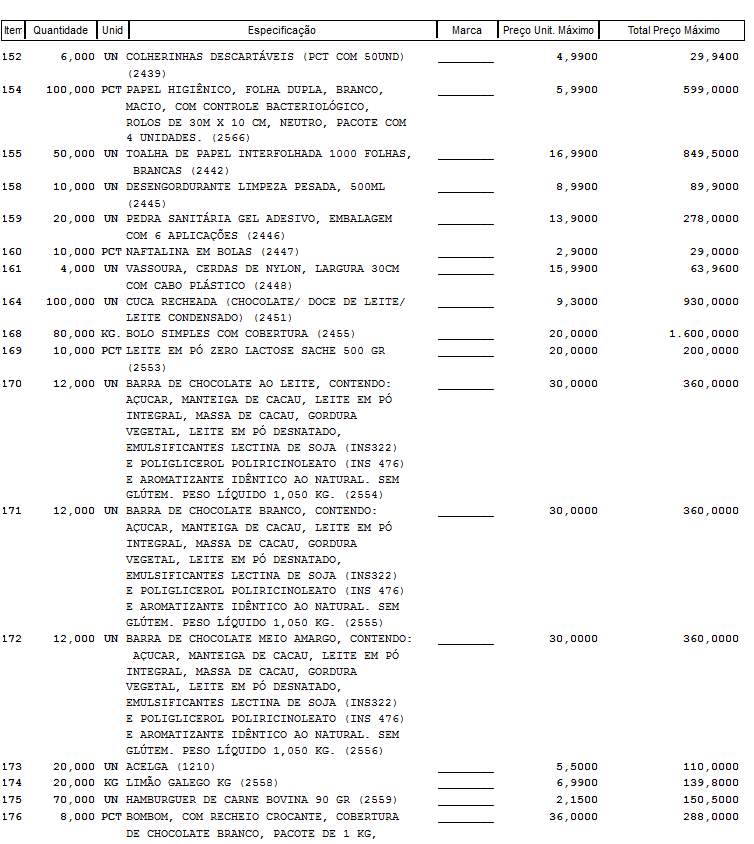 Item Quantidade Unid Especificação Marca Preço Unit. Máximo Total Preço Máximo
152 6,000 UN COLHERINHAS DESCARTÁVEIS (PCT COM 50UND) ________ 4,9900 29,9400
(2439)
154 100,000 PCT PAPEL HIGIÊNICO, FOLHA DUPLA, BRANCO, ________ 5,9900 599,0000
MACIO, COM CONTROLE BACTERIOLÓGICO,
ROLOS DE 30M X 10 CM, NEUTRO, PACOTE COM
4 UNIDADES. (2566)
155 50,000 UN TOALHA DE PAPEL INTERFOLHADA 1000 FOLHAS, ________ 16,9900 849,5000
BRANCAS (2442)
158 10,000 UN DESENGORDURANTE LIMPEZA PESADA, 500ML ________ 8,9900 89,9000
(2445)
159 20,000 UN PEDRA SANITÁRIA GEL ADESIVO, EMBALAGEM ________ 13,9000 278,0000
COM 6 APLICAÇÕES (2446)
160 10,000 PCT NAFTALINA EM BOLAS (2447) ________ 2,9000 29,0000
161 4,000 UN VASSOURA, CERDAS DE NYLON, LARGURA 30CM ________ 15,9900 63,9600
COM CABO PLÁSTICO (2448)
164 100,000 UN CUCA RECHEADA (CHOCOLATE/ DOCE DE LEITE/ ________ 9,3000 930,0000
LEITE CONDENSADO) (2451)
168 80,000 KG. BOLO SIMPLES COM COBERTURA (2455) ________ 20,0000 1.600,0000
169 10,000 PCT LEITE EM PÓ ZERO LACTOSE SACHE 500 GR ________ 20,0000 200,0000
(2553)
170 12,000 UN BARRA DE CHOCOLATE AO LEITE, CONTENDO: ________ 30,0000 360,0000
AÇUCAR, MANTEIGA DE CACAU, LEITE EM PÓ
INTEGRAL, MASSA DE CACAU, GORDURA
VEGETAL, LEITE EM PÓ DESNATADO,
EMULSIFICANTES LECTINA DE SOJA (INS322)
E POLIGLICEROL POLIRICINOLEATO (INS 476)
E AROMATIZANTE IDÊNTICO AO NATURAL. SEM
GLÚTEM. PESO LÍQUIDO 1,050 KG. (2554)
171 12,000 UN BARRA DE CHOCOLATE BRANCO, CONTENDO: ________ 30,0000 360,0000
AÇUCAR, MANTEIGA DE CACAU, LEITE EM PÓ
INTEGRAL, MASSA DE CACAU, GORDURA
VEGETAL, LEITE EM PÓ DESNATADO,
EMULSIFICANTES LECTINA DE SOJA (INS322)
E POLIGLICEROL POLIRICINOLEATO (INS 476)
E AROMATIZANTE IDÊNTICO AO NATURAL. SEM
GLÚTEM. PESO LÍQUIDO 1,050 KG. (2555)
172 12,000 UN BARRA DE CHOCOLATE MEIO AMARGO, CONTENDO: ________ 30,0000 360,0000
AÇUCAR, MANTEIGA DE CACAU, LEITE EM PÓ
INTEGRAL, MASSA DE CACAU, GORDURA
VEGETAL, LEITE EM PÓ DESNATADO,
EMULSIFICANTES LECTINA DE SOJA (INS322)
E POLIGLICEROL POLIRICINOLEATO (INS 476)
E AROMATIZANTE IDÊNTICO AO NATURAL. SEM
GLÚTEM. PESO LÍQUIDO 1,050 KG. (2556)
173 20,000 UN ACELGA (1210) ________ 5,5000 110,0000
174 20,000 KG LIMÃO GALEGO KG (2558) ________ 6,9900 139,8000
175 70,000 UN HAMBURGUER DE CARNE BOVINA 90 GR (2559) ________ 2,1500 150,5000
176 8,000 PCT BOMBOM, COM RECHEIO CROCANTE, COBERTURA ________ 36,0000 288,0000
DE CHOCOLATE BRANCO, PACOTE DE 1 KG,